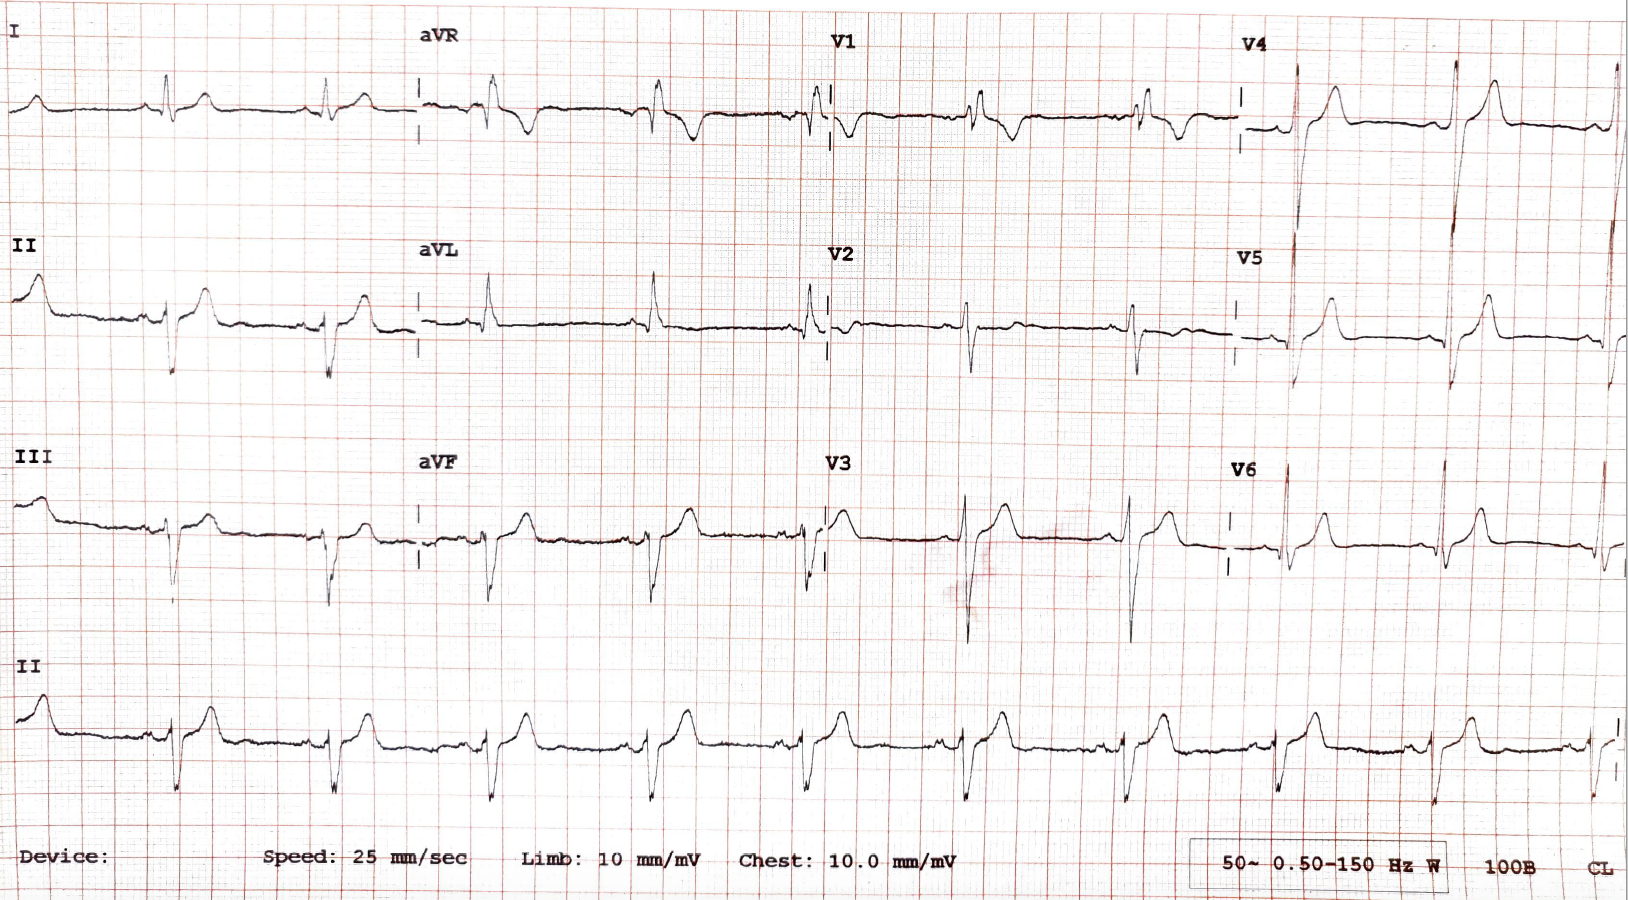 I aVR V1 V4
II aVL V2 V5
III aVF V3 V6
II
Device: Speed: 25 mm/sec Limb: 10 mm/mV Chest: 10.0 mm/mV 50~ 0.50-150 Hz W 100B CL